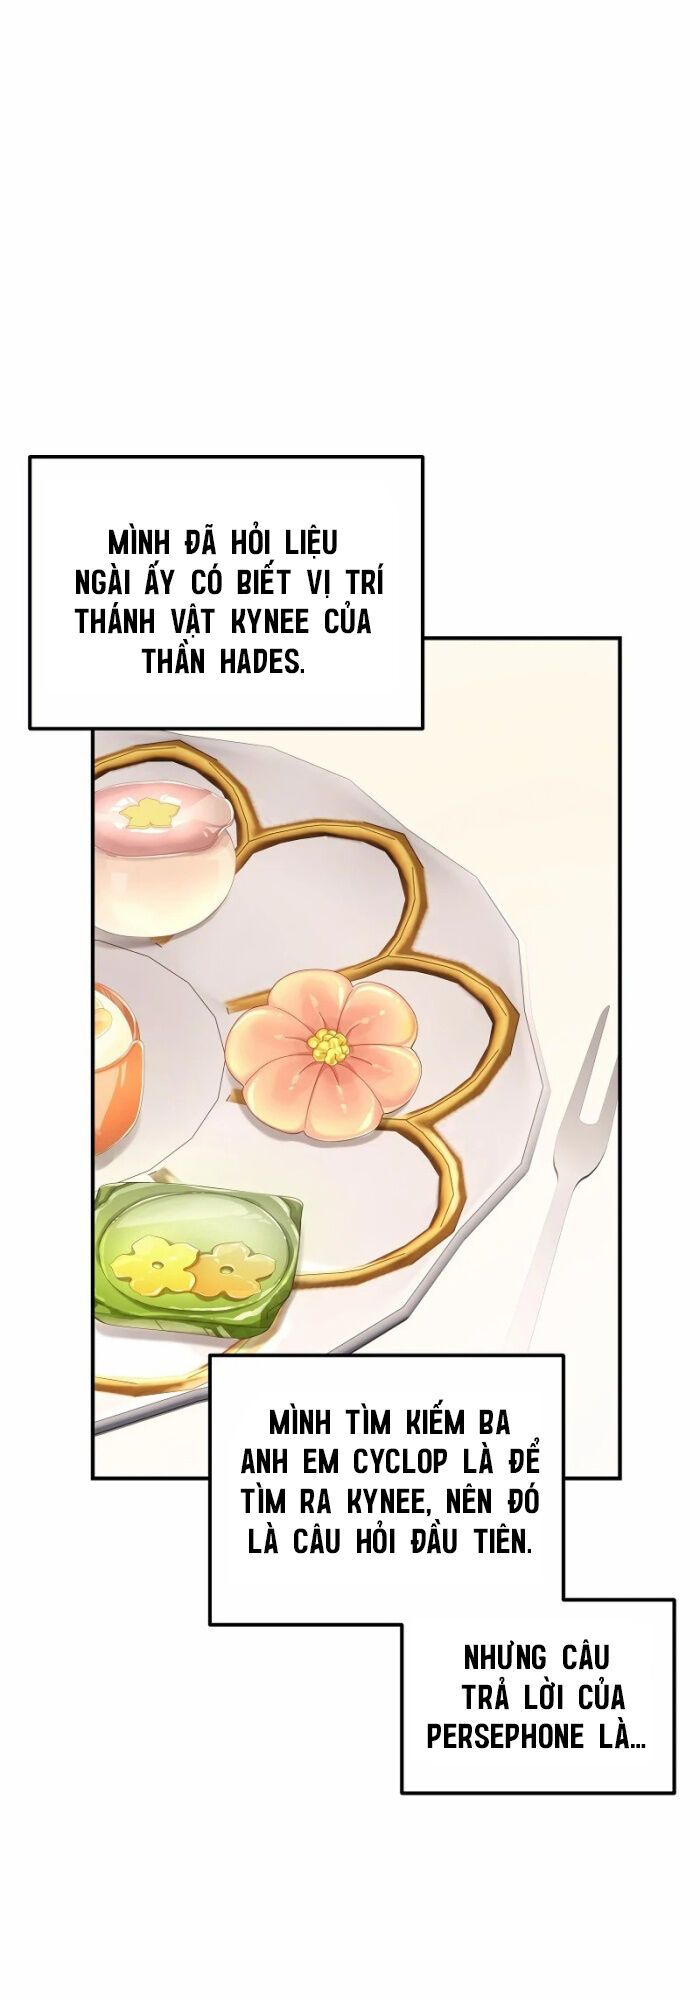 MÌNH ĐÃ HỎI LIỆU
NGÀI ẤY CÓ BIẾT VỊ TRÍ
THÁNH VẬT KYNEE CỦA
THẦN HADES.
MÌNH TÌM KIẾM BA
ANH EM CYCLOP LÀ ĐỂ
TÌM RA KYNEE, NÊN ĐÓ
LÀ CÂU HỎI ĐẦU TIÊN.
NHƯNG CÂU
TRẢ LỜI CỦA
PERSEPHONE LÀ...